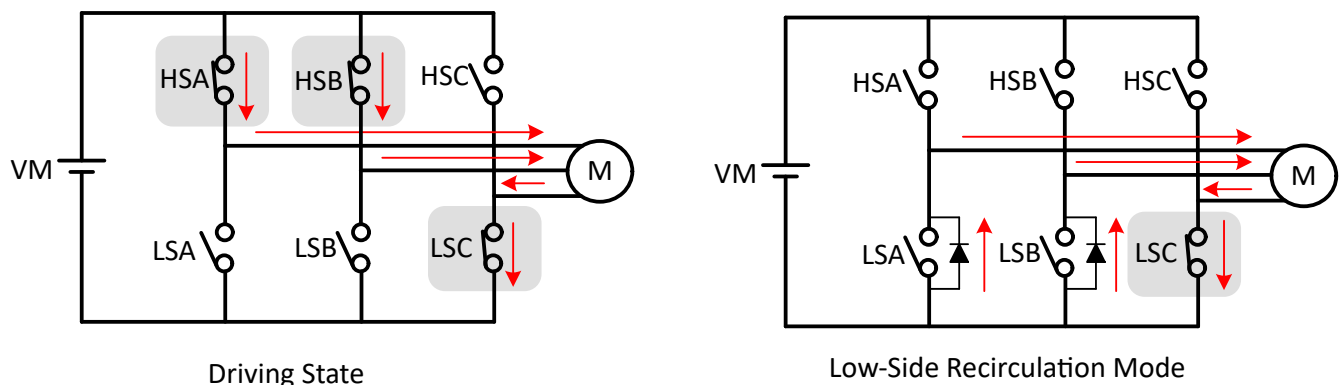 HSA
HSB
HSC
VM
M
LSA
LSB
LSC
Driving State
HSA
HSB
HSC
VM
M
LSA
LSB
LSC
Low-Side Recirculation Mode